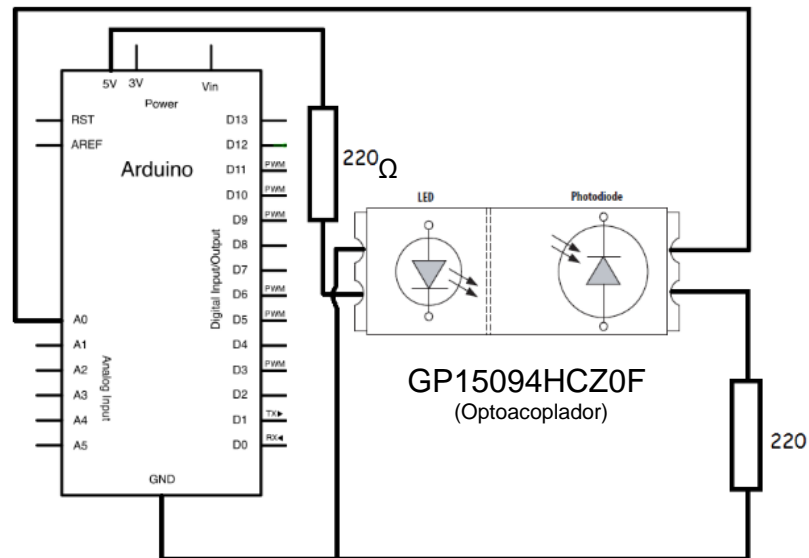 5V 3V Vin
Power
RST
AREF
Arduino
D13
D12
D11 PWM
D10 PWM
D9 PWM
D8
D7
D6 PWM
D5 PWM
D4
D3 PWM
D2
D1 TX▶
D0 RX◀
Digital Input/Output
A0
A1
A2
A3
A4
A5
Analog Input
GND
220Ω
LED
Photodiode
GP15094HCZ0F
(Optoacoplador)
220